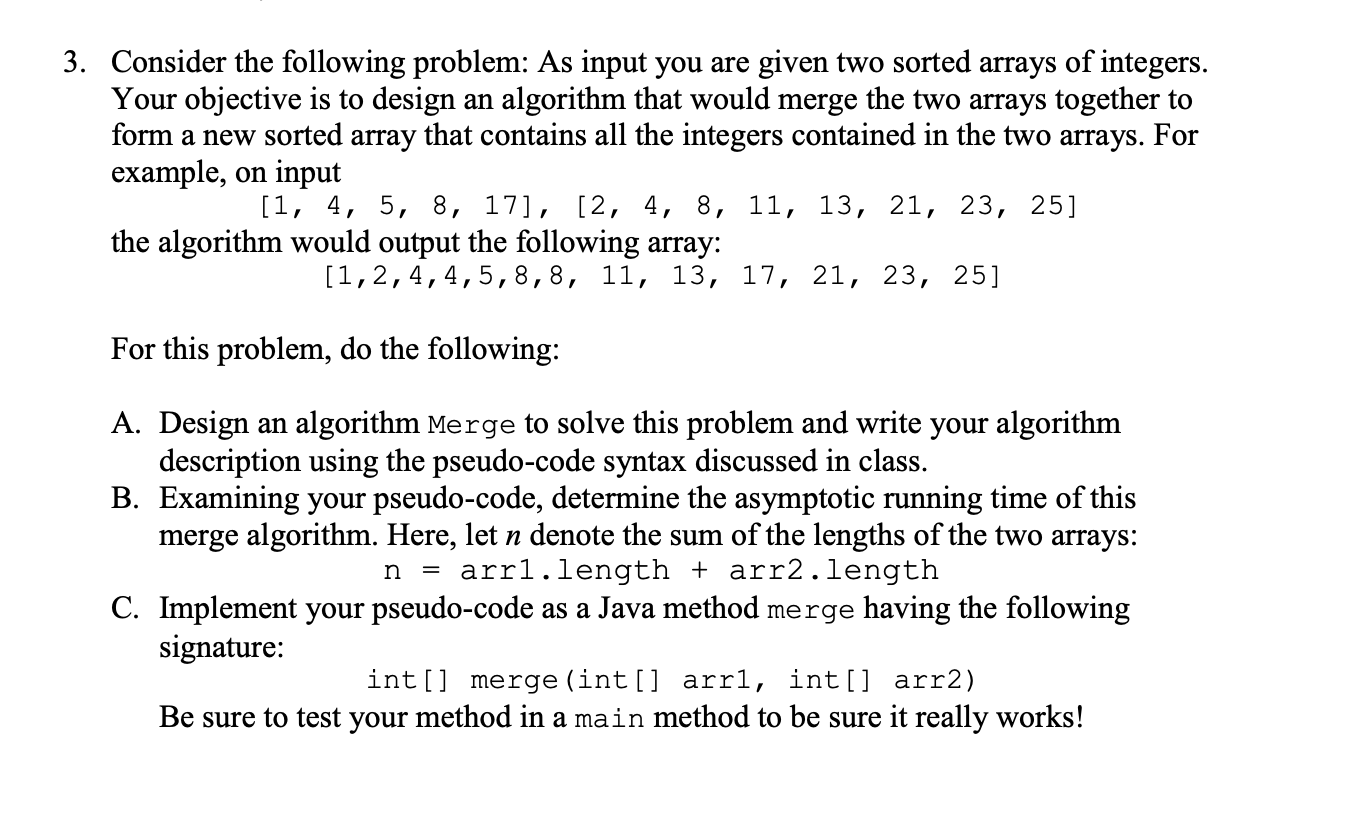 3. Consider the following problem: As input you are given two sorted arrays of integers.
Your objective is to design an algorithm that would merge the two arrays together to
form a new sorted array that contains all the integers contained in the two arrays. For
example, on input
[1, 4, 5, 8, 17], [2, 4, 8, 11, 13, 21, 23, 25]
the algorithm would output the following array:
[1,2,4,4,5,8,8, 11, 13, 17, 21, 23, 25]
For this problem, do the following:
A. Design an algorithm Merge to solve this problem and write your algorithm
description using the pseudo-code syntax discussed in class.
B. Examining your pseudo-code, determine the asymptotic running time of this
merge algorithm. Here, let n denote the sum of the lengths of the two arrays:
n = arr1.length + arr2.length
C. Implement your pseudo-code as a Java method merge having the following
signature:
int[] merge(int[] arr1, int[] arr2)
Be sure to test your method in a main method to be sure it really works!